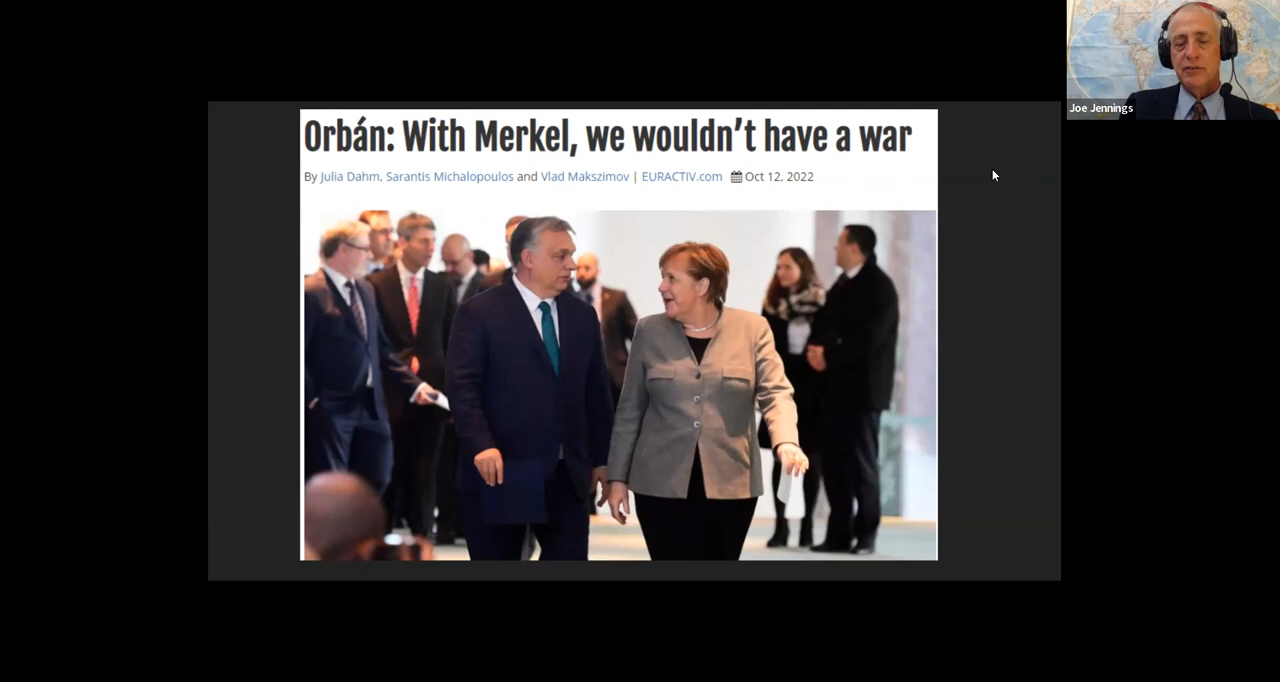 Orbán: With Merkel, we wouldn't have a war
By Julia Dahm, Sarantis Michalopoulos and Vlad Makszimov | EURACTIV.com Oct 12, 2022
Joe Jennings